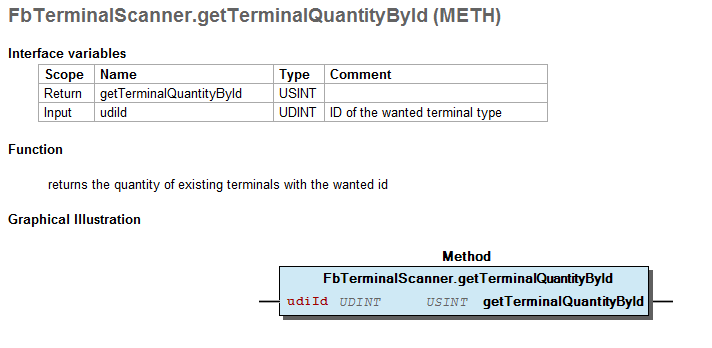 FbTerminalScanner.getTerminalQuantityById (METH)
Interface variables
Scope Name Type Comment
Return getTerminalQuantityById USINT
Input udiId UDINT ID of the wanted terminal type
Function
returns the quantity of existing terminals with the wanted id
Graphical Illustration
Method
FbTerminalScanner.getTerminalQuantityById
udiId UDINT USINT getTerminalQuantityById